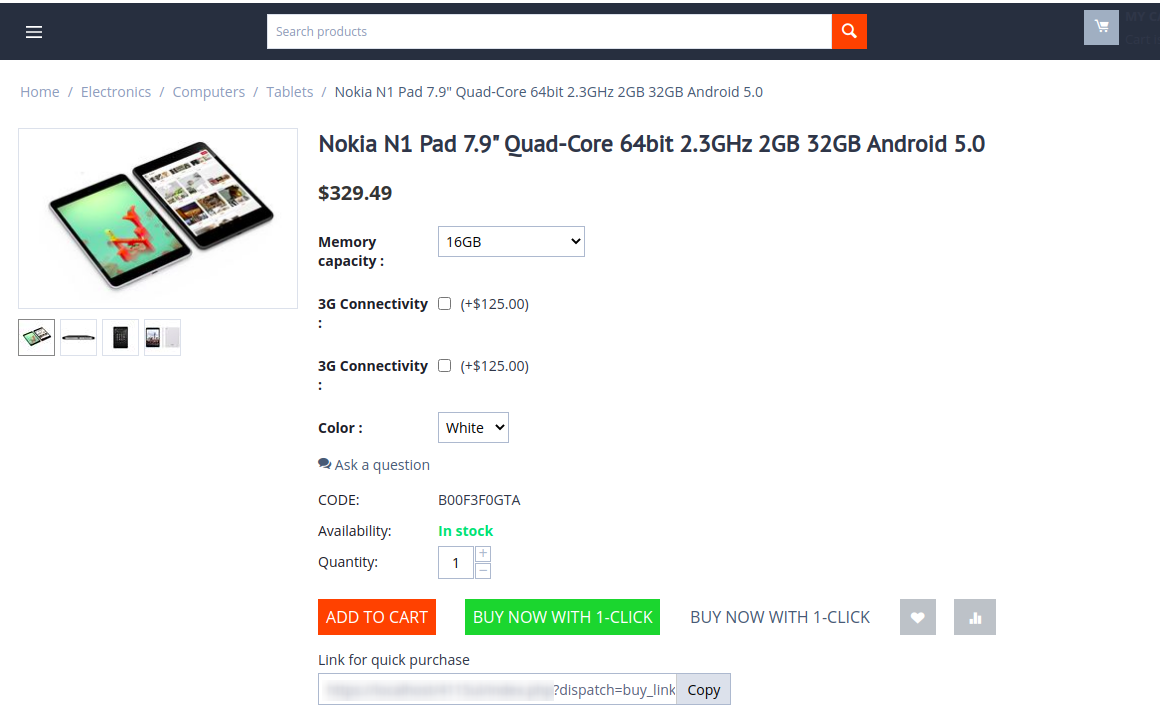 Search products
MY C
Cart i
Home / Electronics / Computers / Tablets / Nokia N1 Pad 7.9" Quad-Core 64bit 2.3GHz 2GB 32GB Android 5.0
Nokia N1 Pad 7.9" Quad-Core 64bit 2.3GHz 2GB 32GB Android 5.0
$329.49
Memory capacity : 16GB
3G Connectivity : (+$125.00)
3G Connectivity : (+$125.00)
Color : White
Ask a question
CODE: B00F3F0GTA
Availability: In stock
Quantity: 1 + −
ADD TO CART BUY NOW WITH 1-CLICK BUY NOW WITH 1-CLICK
Link for quick purchase
?dispatch=buy_link Copy